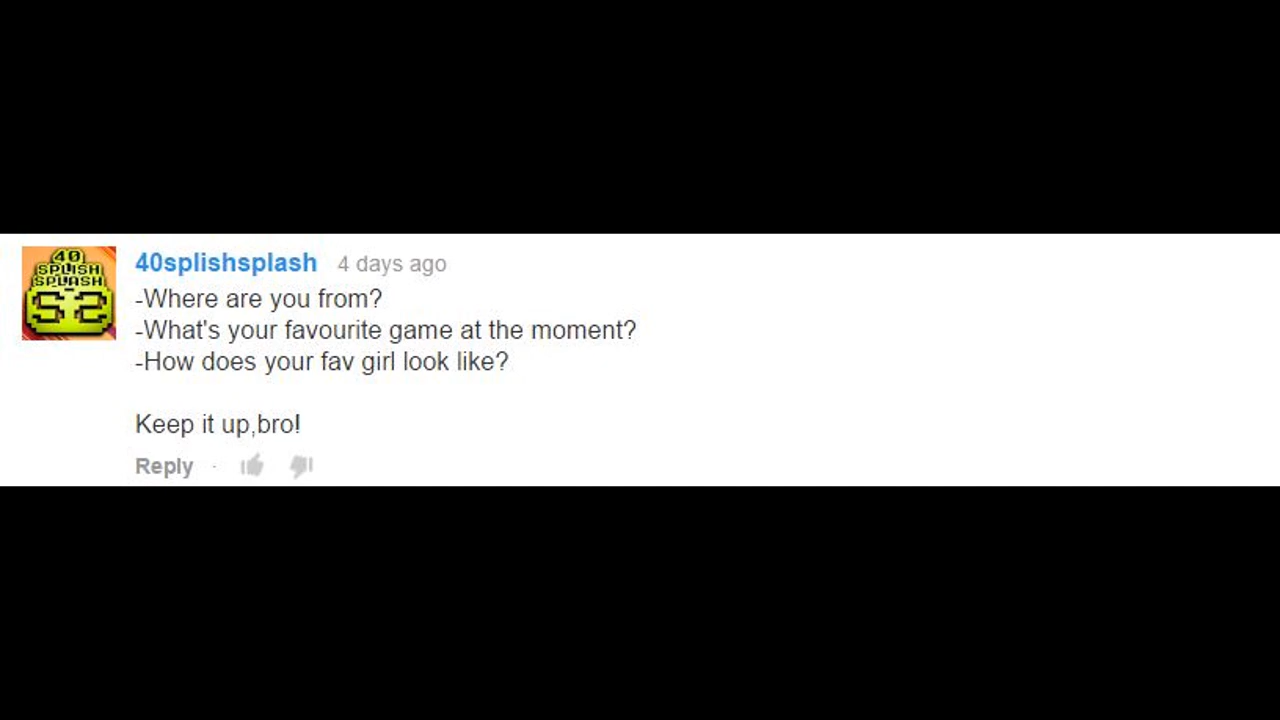 40
SPLISH
SPLASH
SS
40splishsplash 4 days ago
-Where are you from?
-What's your favourite game at the moment?
-How does your fav girl look like?
Keep it up,bro!
Reply ·